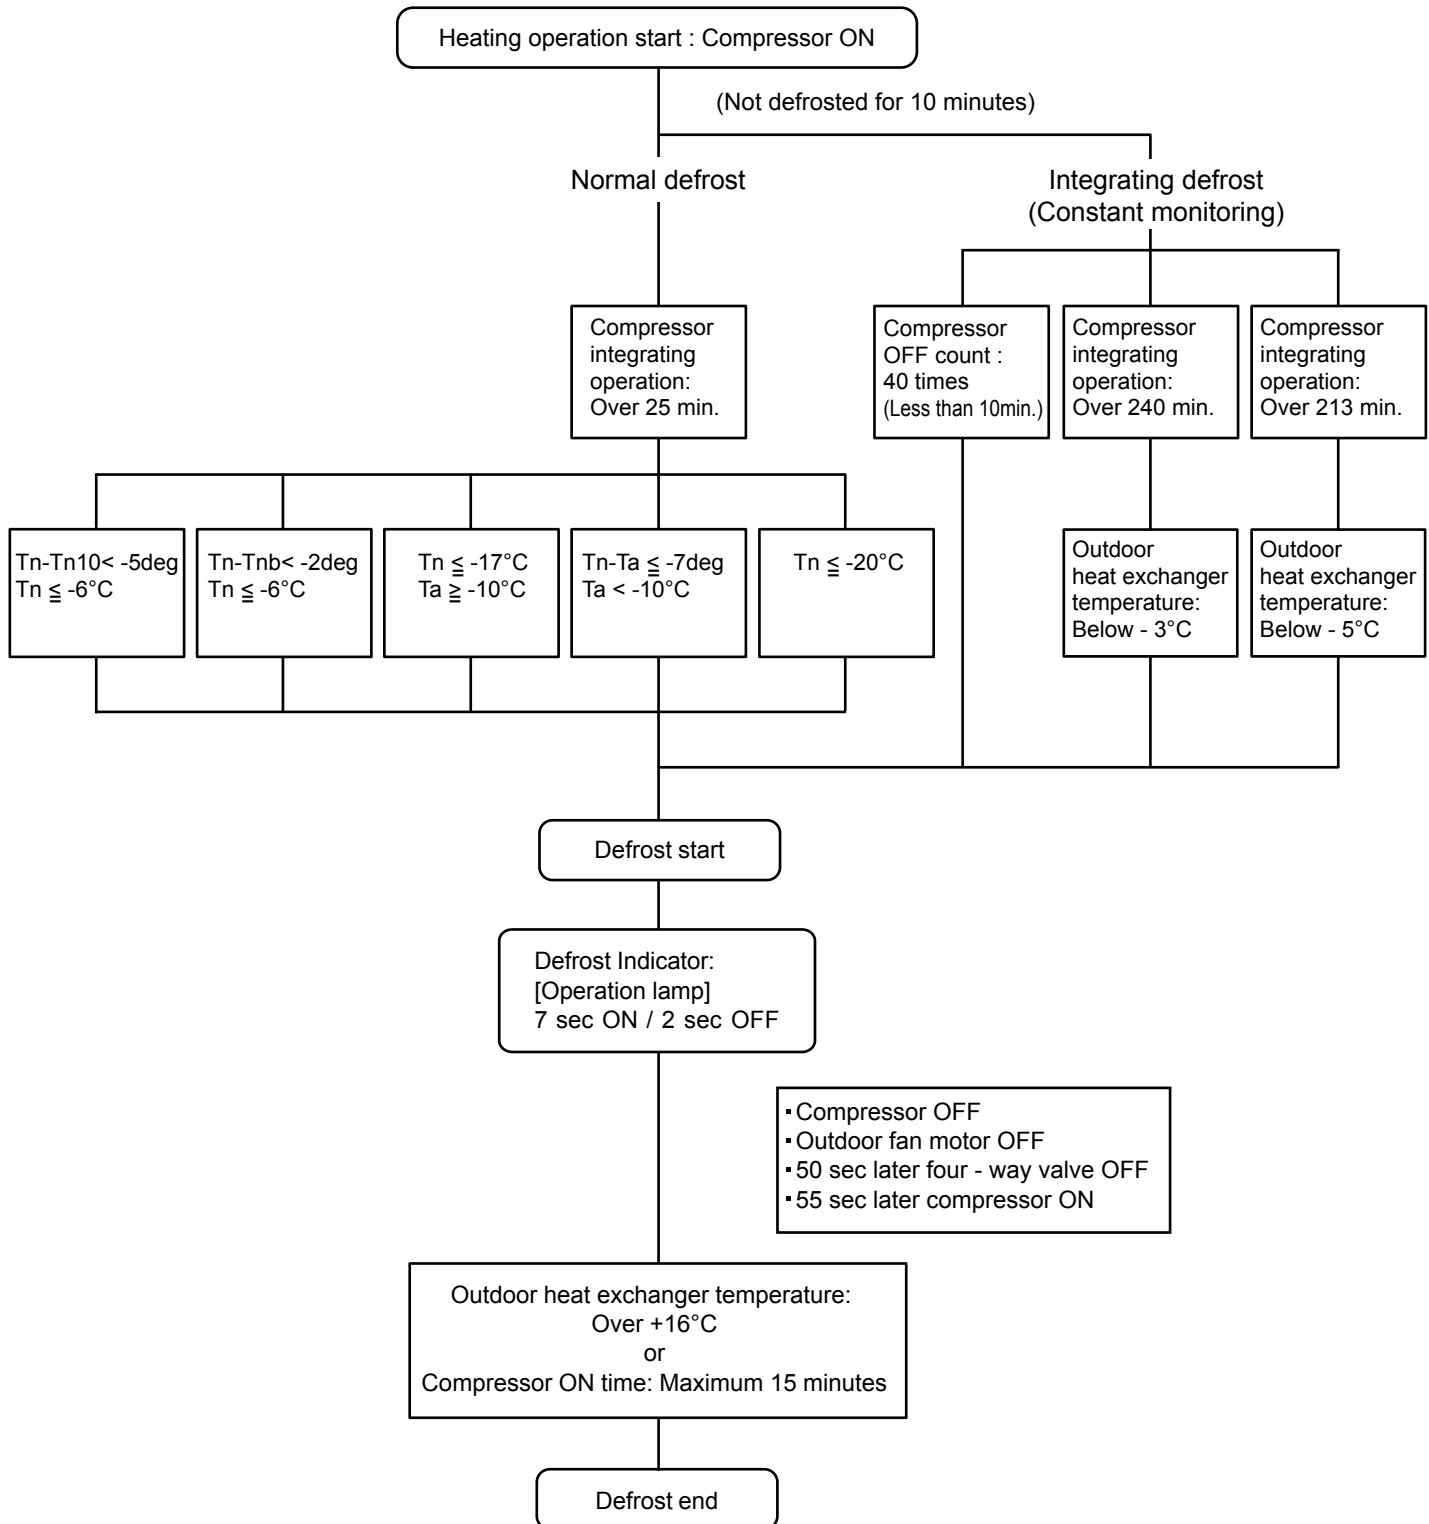 Heating operation start : Compressor ON
(Not defrosted for 10 minutes)
Normal defrost
Integrating defrost
(Constant monitoring)
Compressor
integrating
operation:
Over 25 min.
Compressor
OFF count :
40 times
(Less than 10min.)
Compressor
integrating
operation:
Over 240 min.
Compressor
integrating
operation:
Over 213 min.
Tn-Tn10< -5deg
Tn ≦ -6°C
Tn-Tnb< -2deg
Tn ≦ -6°C
Tn ≦ -17°C
Ta ≧ -10°C
Tn-Ta ≦ -7deg
Ta < -10°C
Tn ≦ -20°C
Outdoor
heat exchanger
temperature:
Below - 3°C
Outdoor
heat exchanger
temperature:
Below - 5°C
Defrost start
Defrost Indicator:
[Operation lamp]
7 sec ON / 2 sec OFF
▪Compressor OFF
▪Outdoor fan motor OFF
▪50 sec later four - way valve OFF
▪55 sec later compressor ON
Outdoor heat exchanger temperature:
Over +16°C
or
Compressor ON time: Maximum 15 minutes
Defrost end